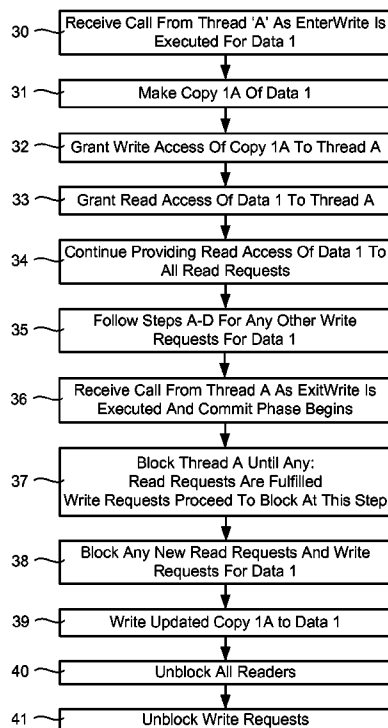 30
Receive Call From Thread 'A' As EnterWrite Is
Executed For Data 1
31
Make Copy 1A Of Data 1
32
Grant Write Access Of Copy 1A To Thread A
33
Grant Read Access Of Data 1 To Thread A
34
Continue Providing Read Access Of Data 1 To
All Read Requests
35
Follow Steps A-D For Any Other Write
Requests For Data 1
36
Receive Call From Thread A As ExitWrite Is
Executed And Commit Phase Begins
37
Block Thread A Until Any:
Read Requests Are Fulfilled
Write Requests Proceed To Block At This Step
38
Block Any New Read Requests And Write
Requests For Data 1
39
Write Updated Copy 1A to Data 1
40
Unblock All Readers
41
Unblock Write Requests